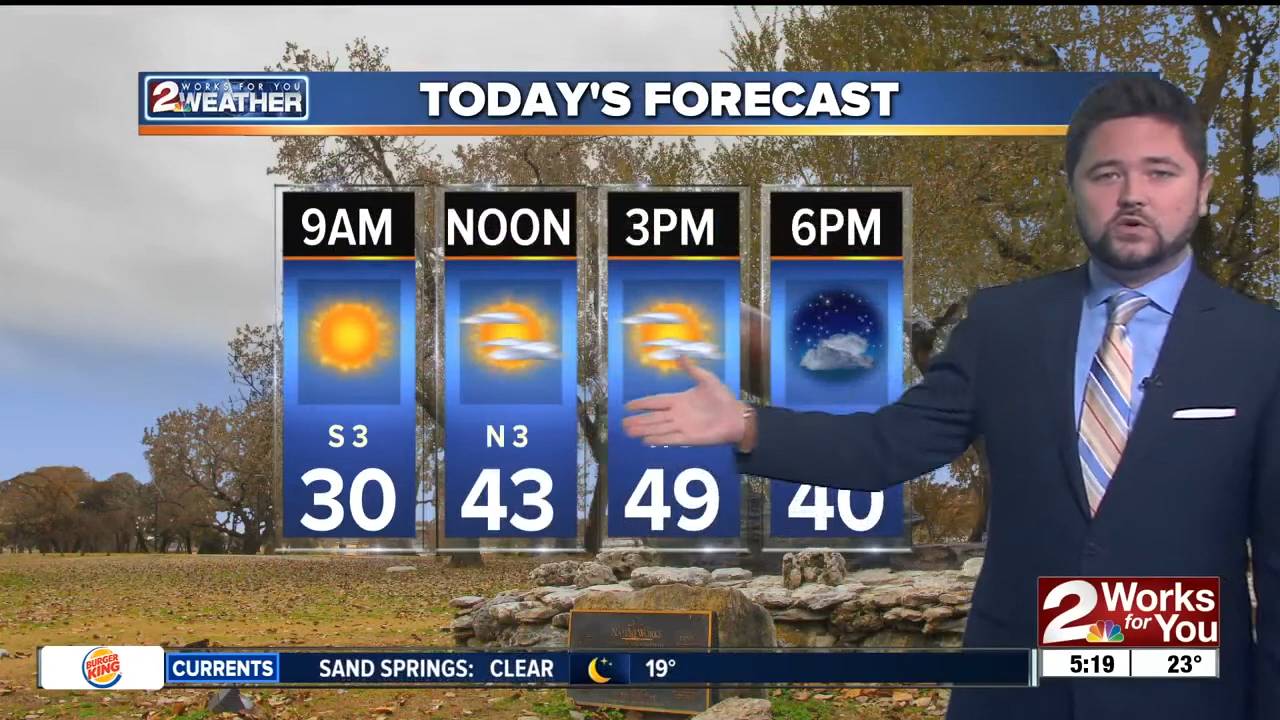 2 WORKS FOR YOU
WEATHER
TODAY'S FORECAST
9AM NOON 3PM 6PM
S 3 N 3
30 43 49 40
NATIVEWORKS
2 Works
for You
BURGER
KING
CURRENTS SAND SPRINGS: CLEAR 19°
5:19 23°